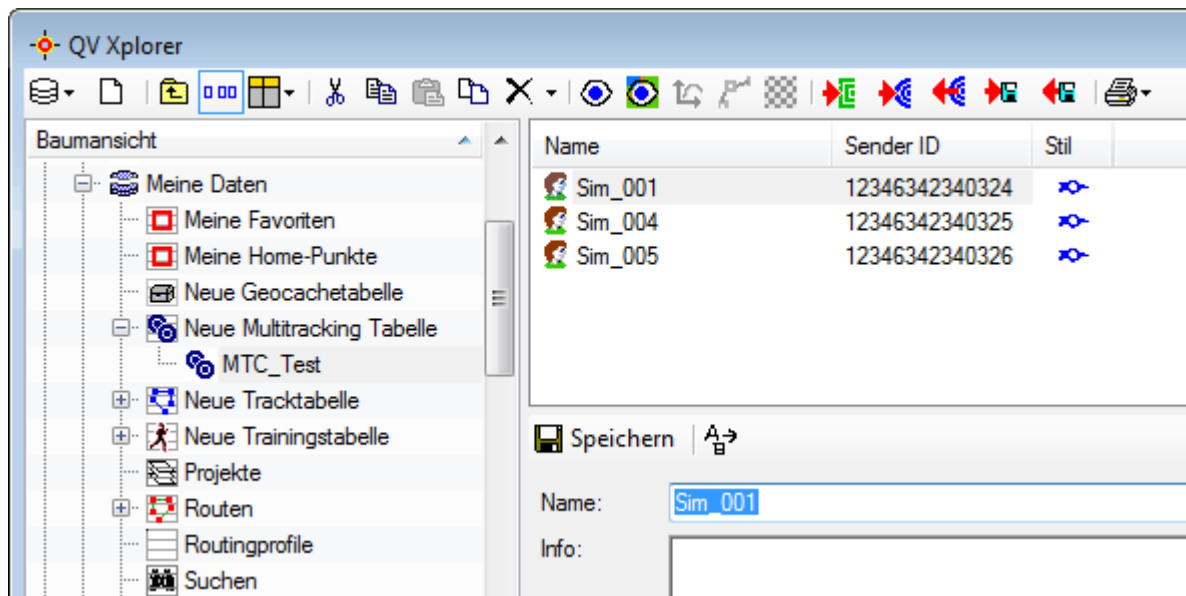 QV Xplorer
Baumansicht
Meine Daten
Meine Favoriten
Meine Home-Punkte
Neue Geocachetabelle
Neue Multitracking Tabelle
MTC_Test
Neue Tracktabelle
Neue Trainingstabelle
Projekte
Routen
Routingprofile
Suchen
Name Sender ID Stil
Sim_001 12346342340324
Sim_004 12346342340325
Sim_005 12346342340326
Speichern
Name: Sim_001
Info: